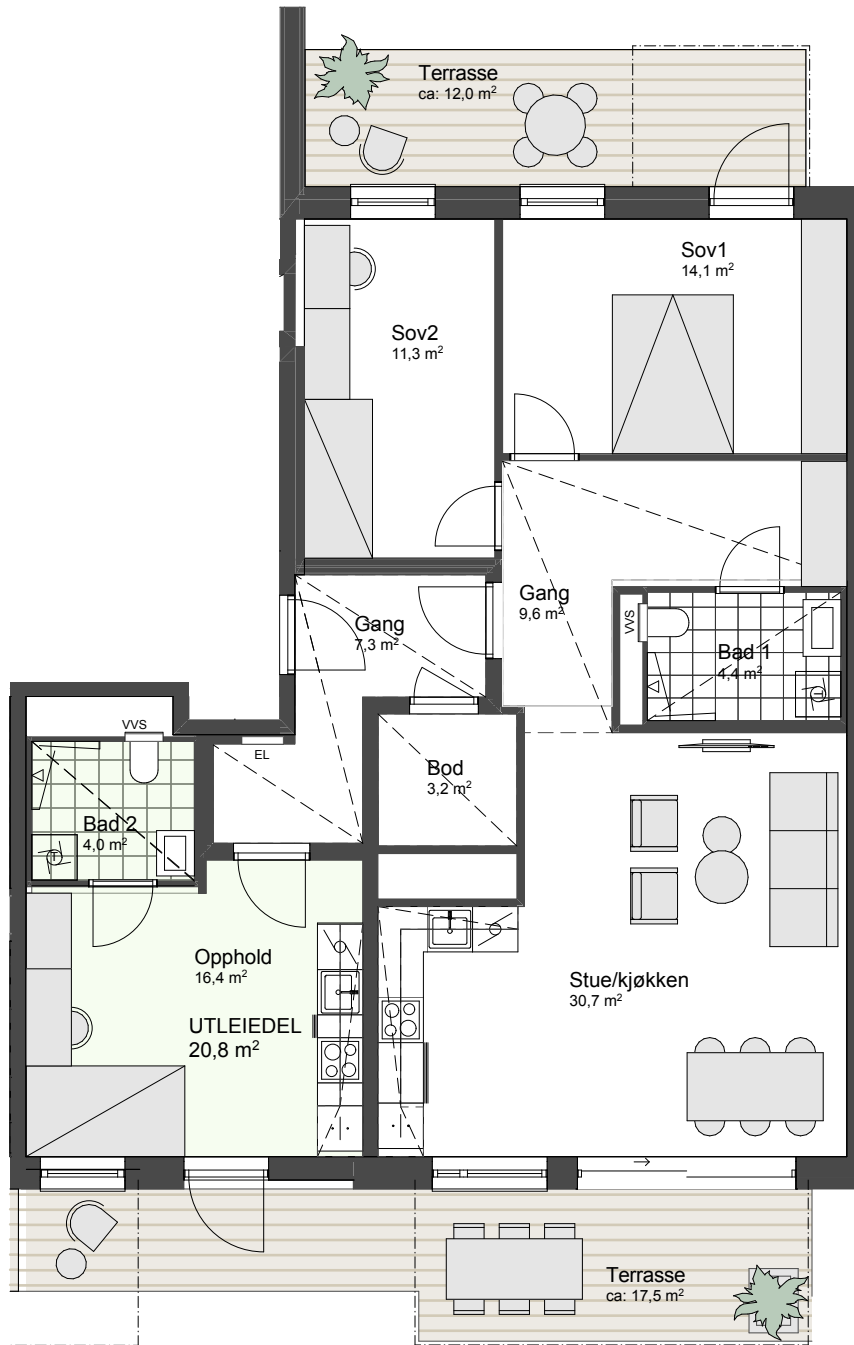 Terrasse
ca: 12,0 m²
Sov1
14,1 m²
Sov2
11,3 m²
Gang
9,6 m²
Gang
7,3 m²
VVS
Bad 1
4,4 m²
VVS
EL
Bod
3,2 m²
Bad 2
4,0 m²
T
T
Opphold
16,4 m²
Stue/kjøkken
30,7 m²
UTLEIEDEL
20,8 m²
Terrasse
ca: 17,5 m²